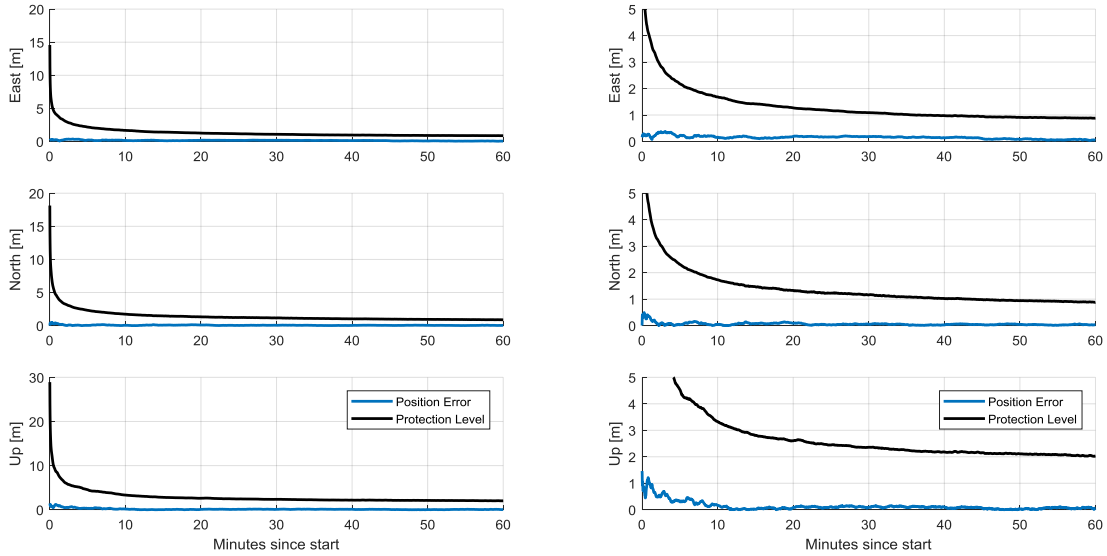 20
15
10
5
0
East [m]
0 10 20 30 40 50 60
5
4
3
2
1
0
East [m]
0 10 20 30 40 50 60
20
15
10
5
0
North [m]
0 10 20 30 40 50 60
5
4
3
2
1
0
North [m]
0 10 20 30 40 50 60
30
20
10
0
Up [m]
Position Error
Protection Level
0 10 20 30 40 50 60
Minutes since start
5
4
3
2
1
0
Up [m]
Position Error
Protection Level
0 10 20 30 40 50 60
Minutes since start